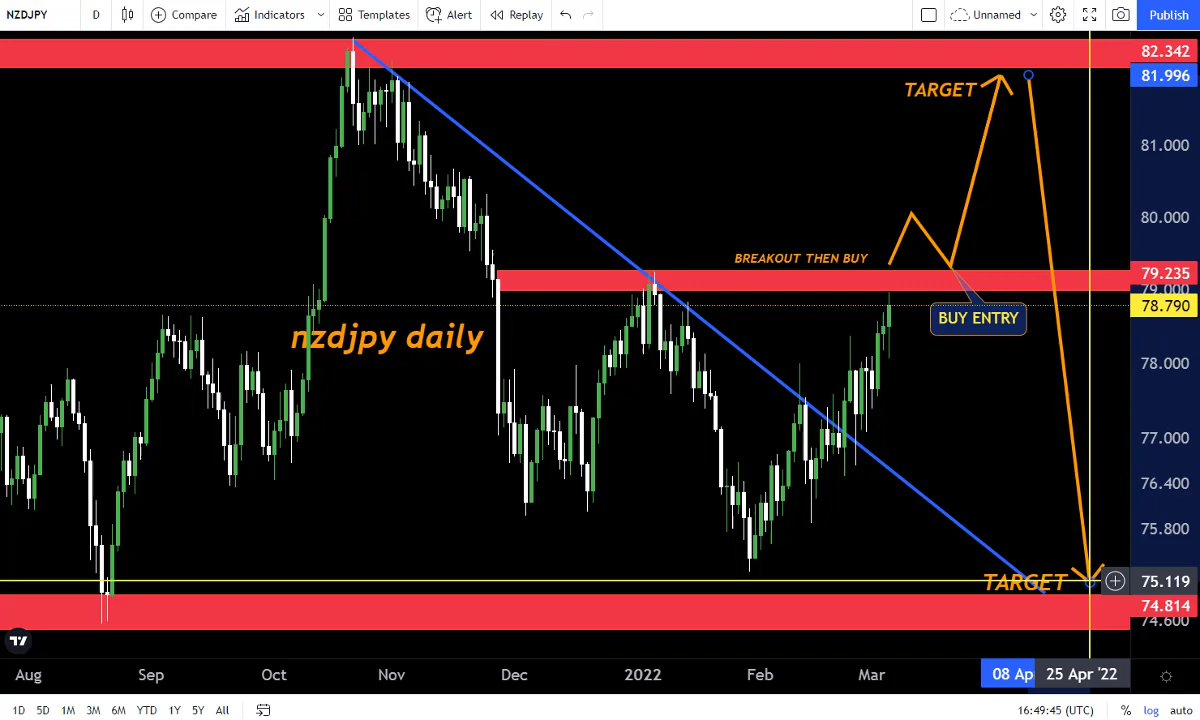 NZDJPY D Compare Indicators Templates Alert Replay Unnamed Publish
82.342
TARGET 81.996
81.000
80.000
BREAKOUT THEN BUY
79.235
79.000
78.790
BUY ENTRY
nzdjpy daily
78.000
77.000
76.400
75.800
TARGET 75.119
74.814
74.600
TV
Aug Sep Oct Nov Dec 2022 Feb Mar 08 Ap 25 Apr '22
1D 5D 1M 3M 6M YTD 1Y 5Y All 16:49:45 (UTC) % log auto